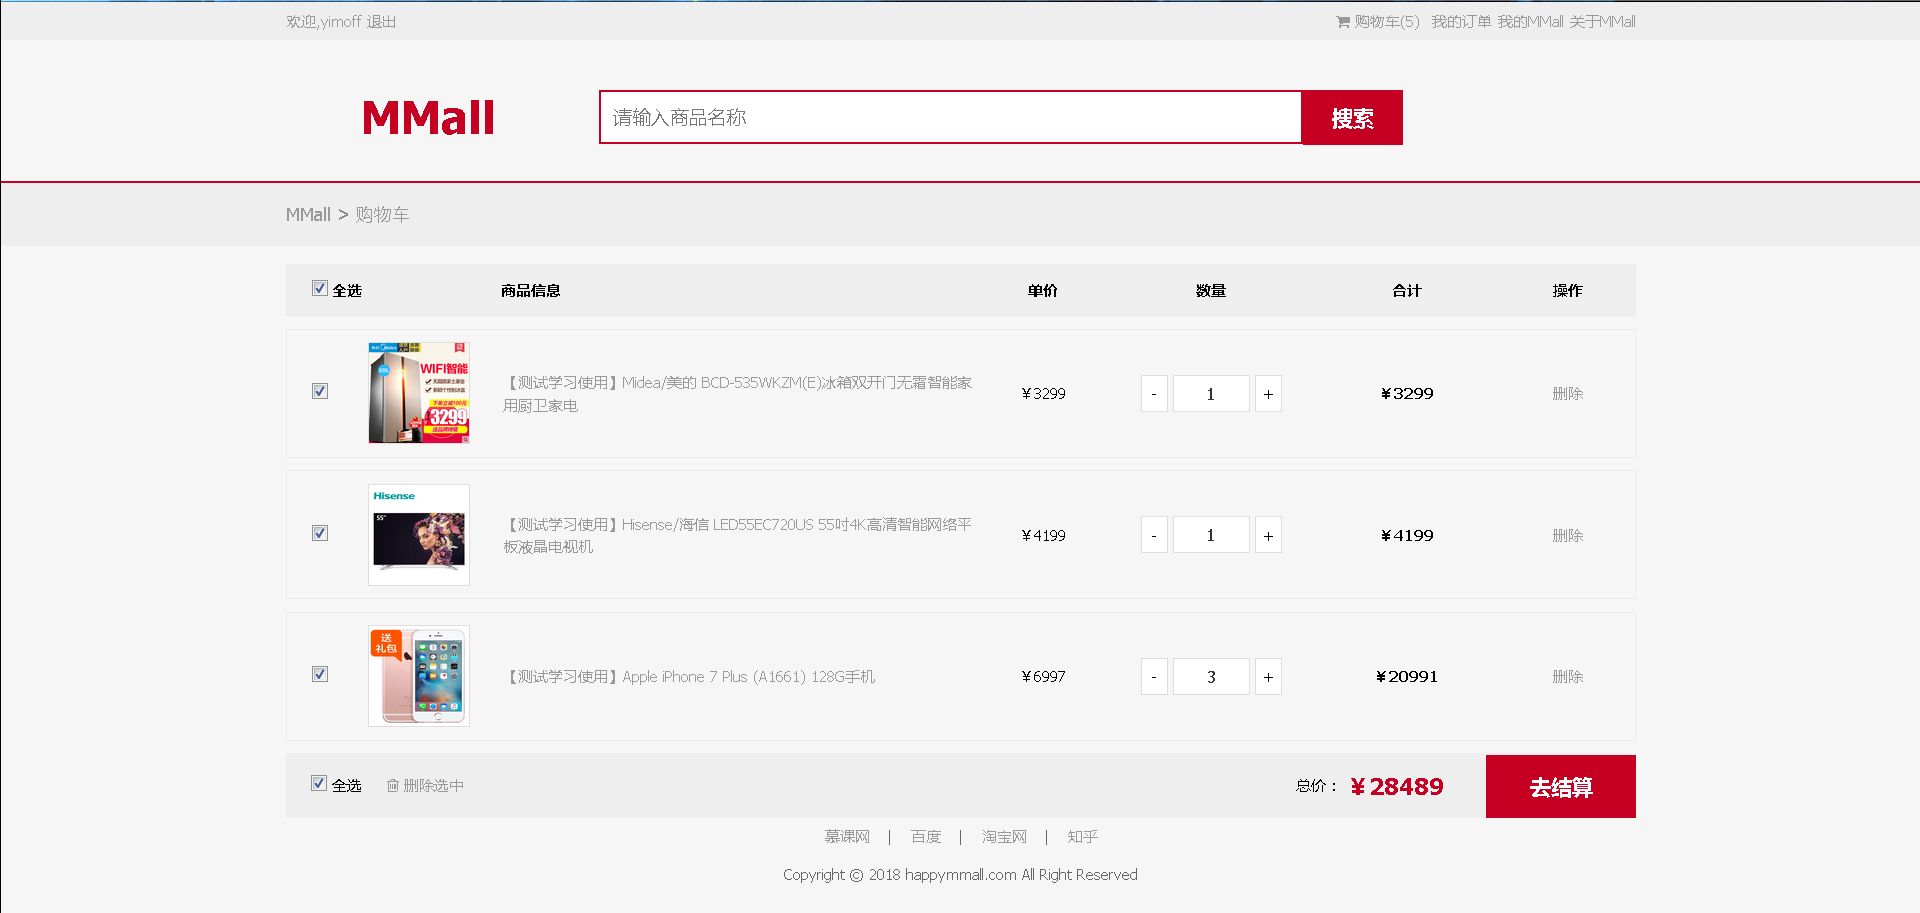 欢迎,yimoff 退出
购物车(5) 我的订单 我的MMall 关于MMall
MMall
请输入商品名称
搜索
MMall > 购物车
全选 商品信息 单价 数量 合计 操作
Midea
WIFI智能
下单立减100元
3299
【测试学习使用】Midea/美的 BCD-535WKZM(E)冰箱双开门无霜智能家
用厨卫家电
¥3299 - 1 + ¥3299 删除
Hisense
55"
【测试学习使用】Hisense/海信 LED55EC720US 55吋4K高清智能网络平
板液晶电视机
¥4199 - 1 + ¥4199 删除
送
礼包
【测试学习使用】Apple iPhone 7 Plus (A1661) 128G手机
¥6997 - 3 + ¥20991 删除
全选 删除选中 总价： ¥28489 去结算
慕课网 | 百度 | 淘宝网 | 知乎
Copyright © 2018 happymmall.com All Right Reserved